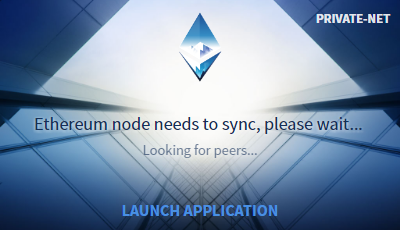 PRIVATE-NET
Ethereum node needs to sync, please wait...
Looking for peers...
LAUNCH APPLICATION